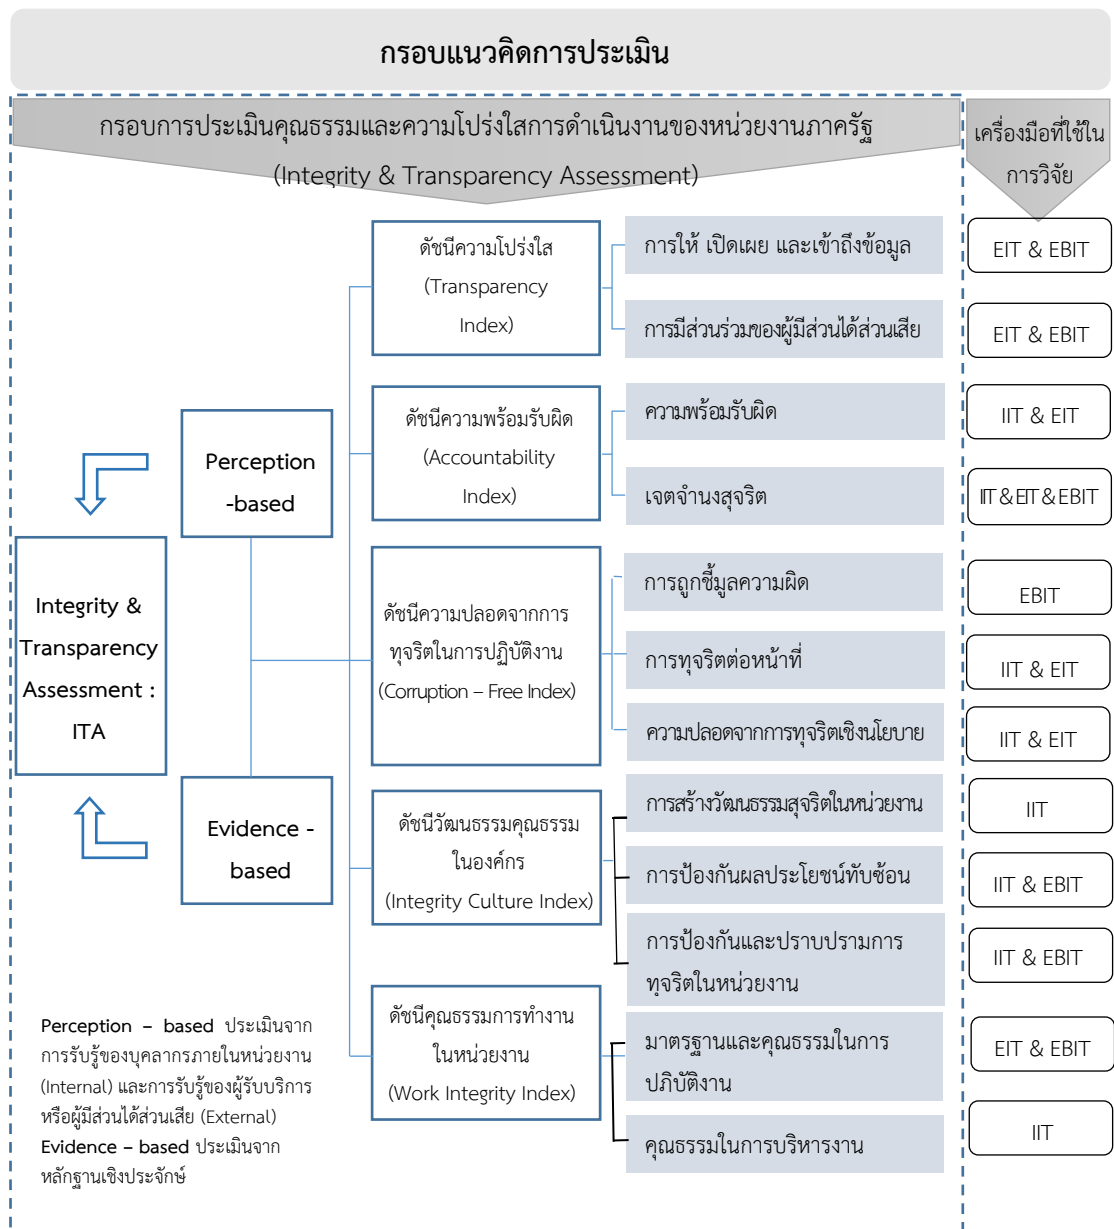 กรอบแนวคิดการประเมิน
กรอบการประเมินคุณธรรมและความโปร่งใสการดำเนินงานของหน่วยงานภาครัฐ
(Integrity & Transparency Assessment)
เครื่องมือที่ใช้ใน
การวิจัย
ดัชนีความโปร่งใส
(Transparency
Index)
การให้ เปิดเผย และเข้าถึงข้อมูล
EIT & EBIT
การมีส่วนร่วมของผู้มีส่วนได้ส่วนเสีย
EIT & EBIT
ดัชนีความพร้อมรับผิด
(Accountability
Index)
ความพร้อมรับผิด
IIT & EIT
เจตจำนงสุจริต
IIT & EIT & EBIT
Perception
-based
Integrity &
Transparency
Assessment :
ITA
Evidence -
based
ดัชนีความปลอดจากการ
ทุจริตในการปฏิบัติงาน
(Corruption – Free Index)
การถูกชี้มูลความผิด
EBIT
การทุจริตต่อหน้าที่
IIT & EIT
ความปลอดจากการทุจริตเชิงนโยบาย
IIT & EIT
ดัชนีวัฒนธรรมคุณธรรม
ในองค์กร
(Integrity Culture Index)
การสร้างวัฒนธรรมสุจริตในหน่วยงาน
IIT
การป้องกันผลประโยชน์ทับซ้อน
IIT & EBIT
การป้องกันและปราบปรามการ
ทุจริตในหน่วยงาน
IIT & EBIT
ดัชนีคุณธรรมการทำงาน
ในหน่วยงาน
(Work Integrity Index)
มาตรฐานและคุณธรรมในการ
ปฏิบัติงาน
EIT & EBIT
คุณธรรมในการบริหารงาน
IIT
Perception – based ประเมินจาก
การรับรู้ของบุคลากรภายในหน่วยงาน
(Internal) และการรับรู้ของผู้รับบริการ
หรือผู้มีส่วนได้ส่วนเสีย (External)
Evidence – based ประเมินจาก
หลักฐานเชิงประจักษ์